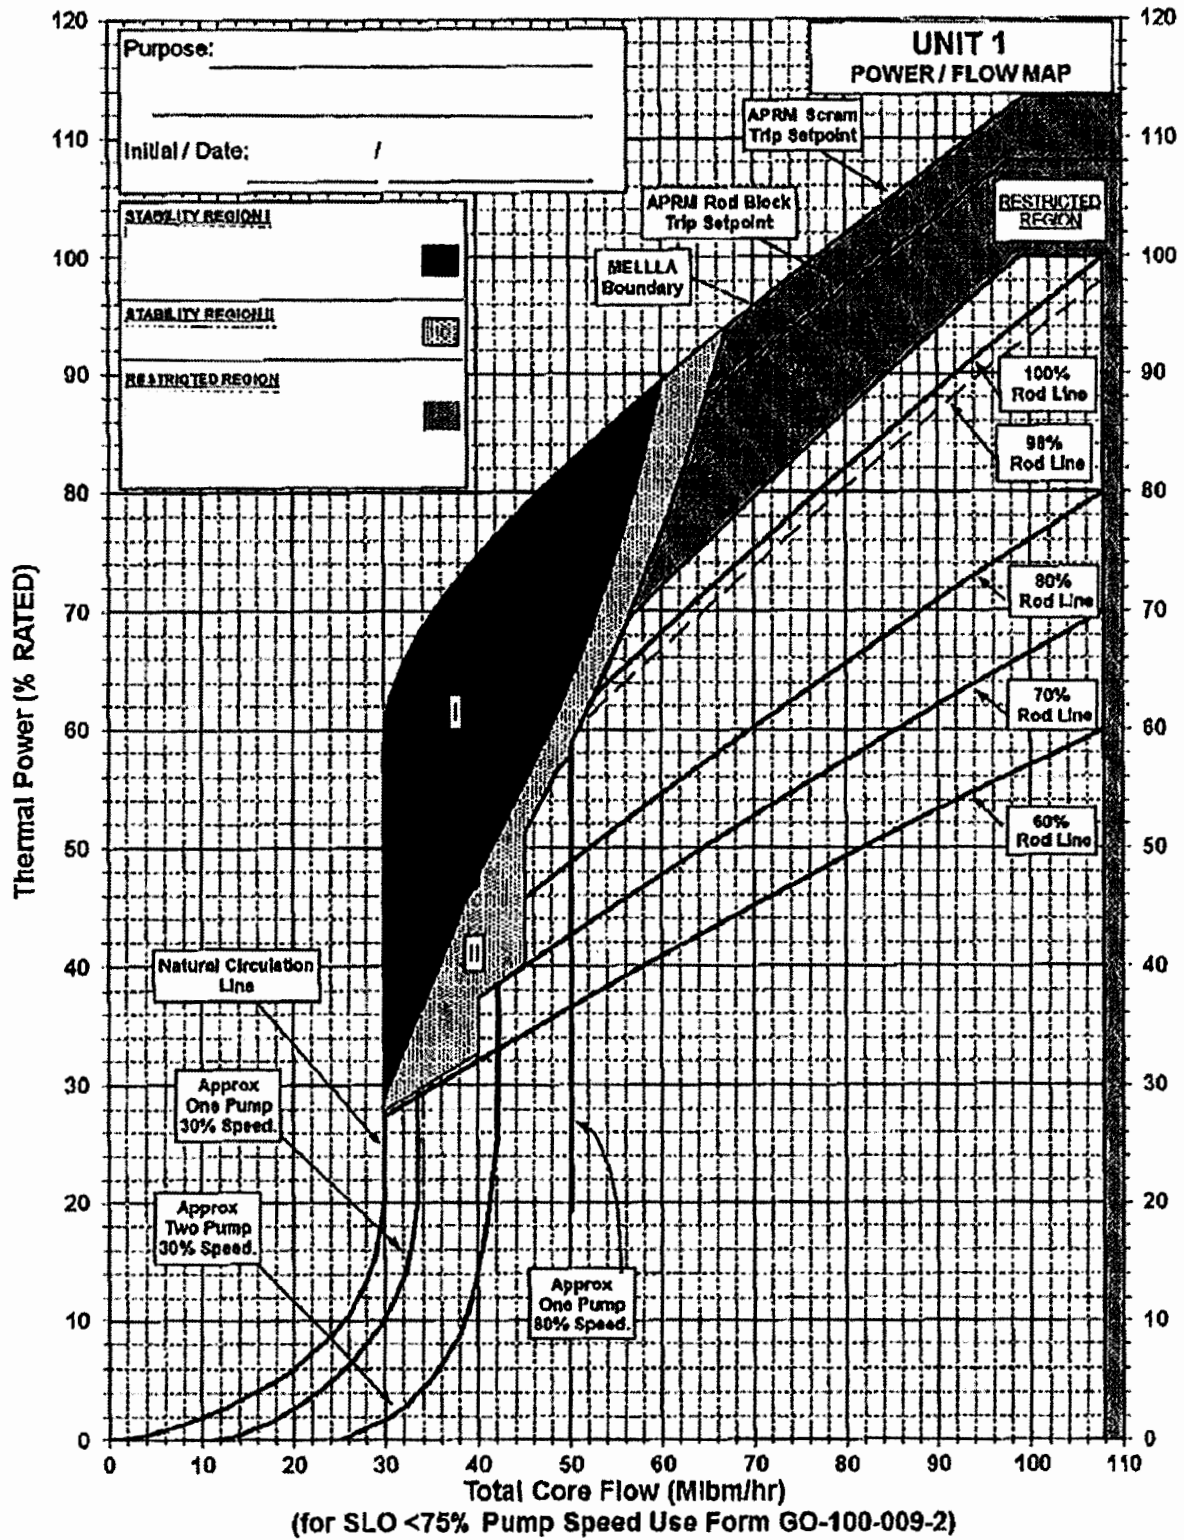 UNIT 1
POWER / FLOW MAP
Purpose:
Initial / Date: /
STABILITY REGION I
STABILITY REGION II
RESTRICTED REGION
APRM Scram
Trip Setpoint
APRM Rod Block
Trip Setpoint
MELLLA
Boundary
RESTRICTED
REGION
100%
Rod Line
98%
Rod Line
80%
Rod Line
70%
Rod Line
60%
Rod Line
I
II
Natural Circulation
Line
Approx
One Pump
30% Speed.
Approx
Two Pump
30% Speed.
Approx
One Pump
80% Speed.
Thermal Power (% RATED)
120
110
100
90
80
70
60
50
40
30
20
10
0
120
110
100
90
80
70
60
50
40
30
20
10
0
0 10 20 30 40 50 60 70 80 90 100 110
Total Core Flow (Mlbm/hr)
(for SLO <75% Pump Speed Use Form GO-100-009-2)